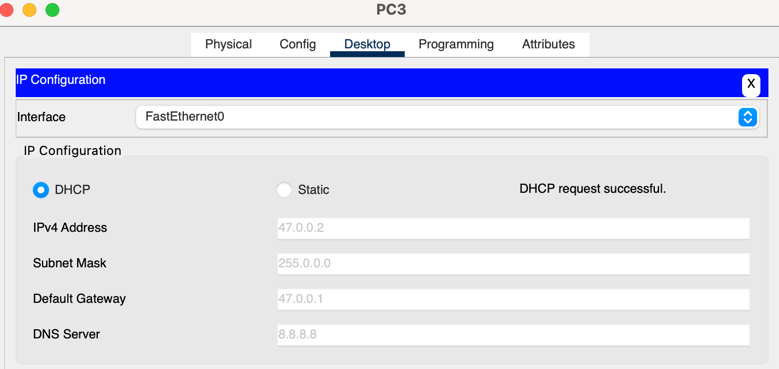 PC3
Physical Config Desktop Programming Attributes
IP Configuration X
Interface FastEthernet0
IP Configuration
DHCP Static DHCP request successful.
IPv4 Address 47.0.0.2
Subnet Mask 255.0.0.0
Default Gateway 47.0.0.1
DNS Server 8.8.8.8